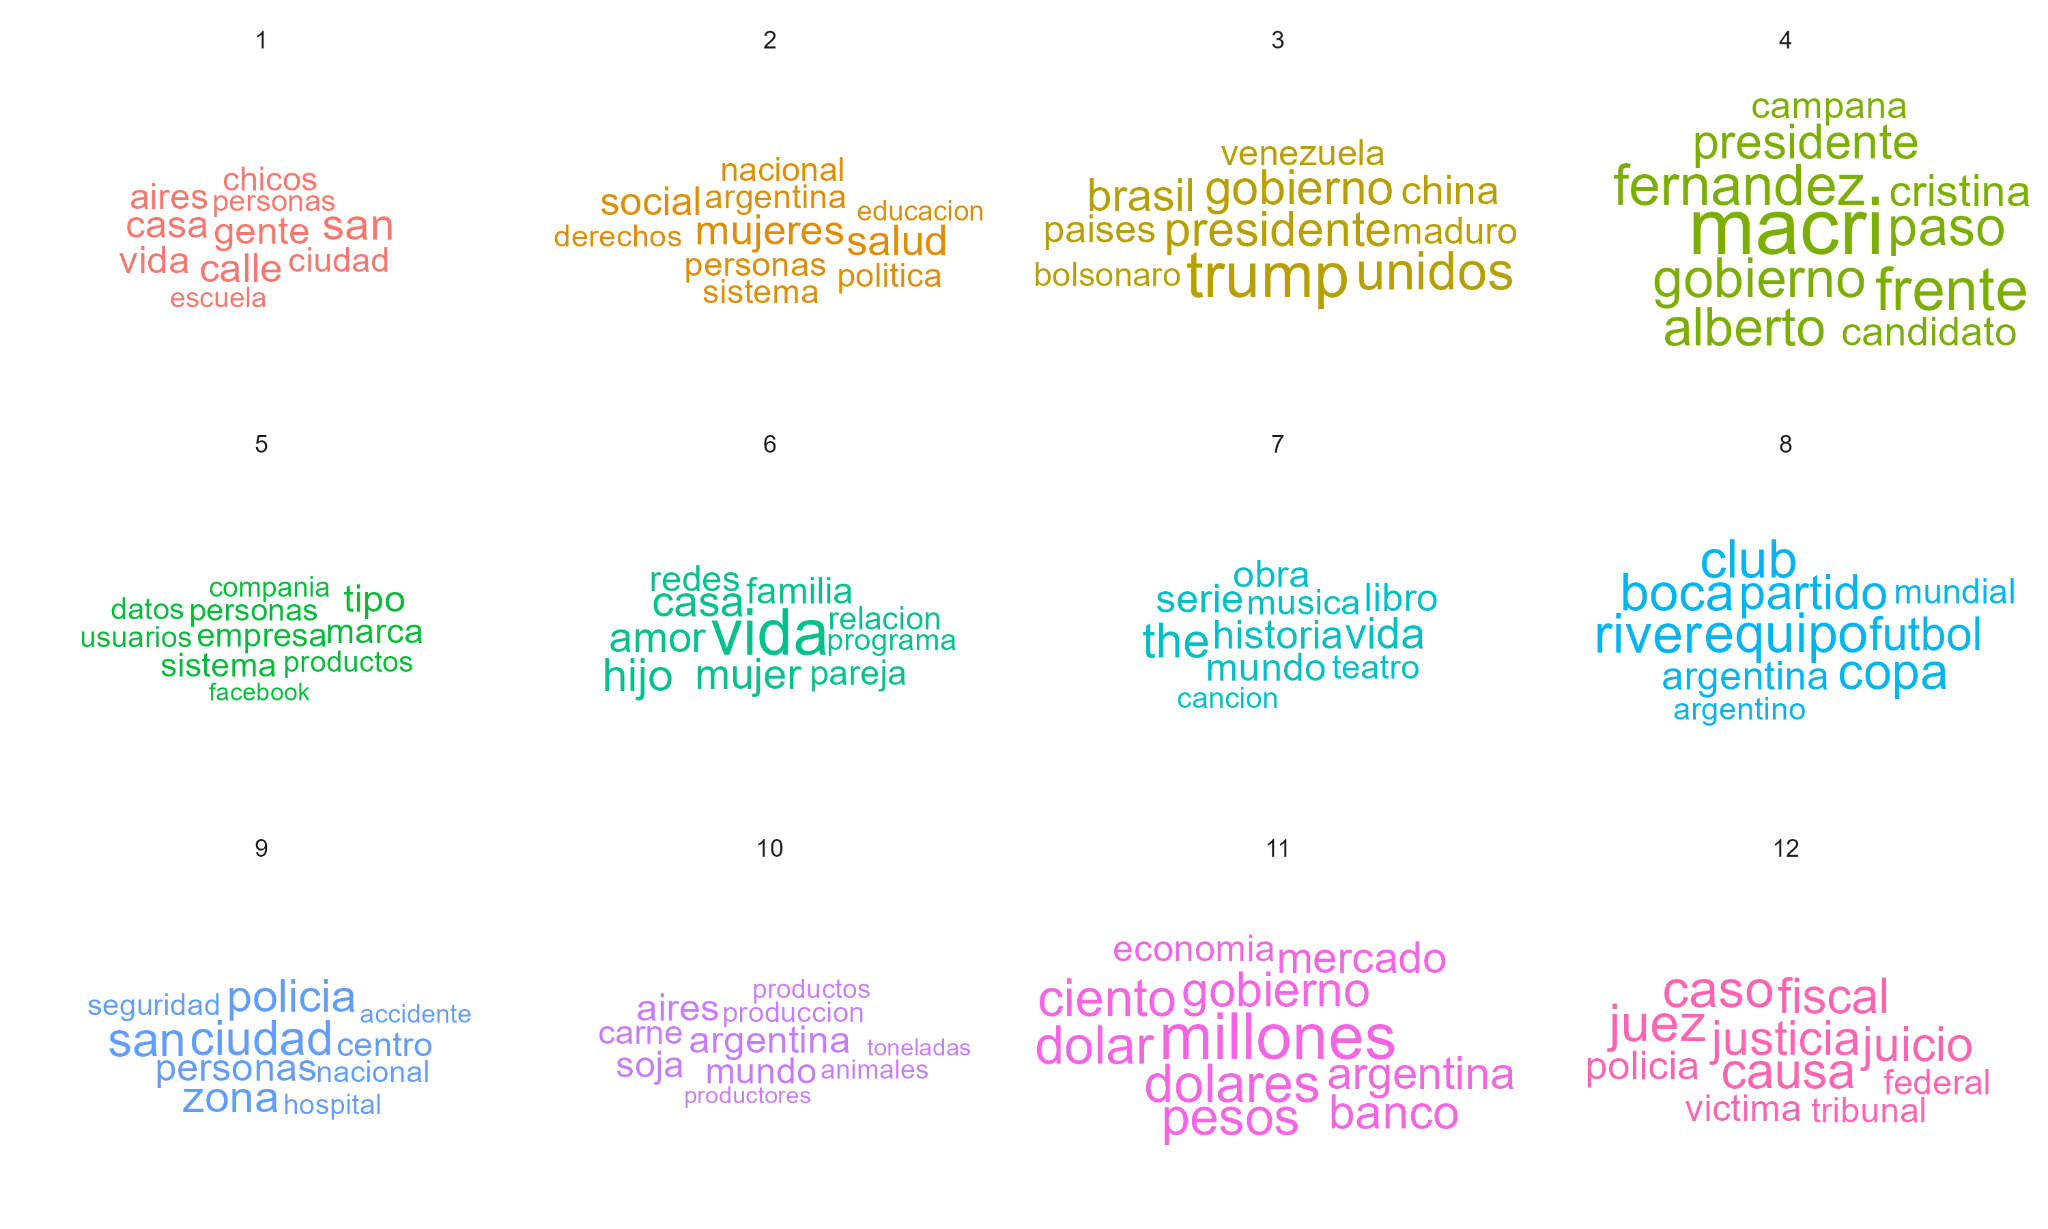 1
chicos
aires personas
casa gente san
vida calle ciudad
escuela
2
nacional
social argentina educacion
derechos mujeres salud
personas politica
sistema
3
venezuela
brasil gobierno china
paises presidente maduro
bolsonaro trump unidos
4
campana
presidente
fernandez cristina
macri paso
gobierno frente
alberto candidato
5
compania
datos personas tipo
usuarios empresa marca
sistema productos
facebook
6
redes familia
casa relacion
amor vida programa
hijo mujer pareja
7
obra
serie musica libro
the historia vida
mundo teatro
cancion
8
club
boca partido mundial
river equipo futbol
argentina copa
argentino
9
seguridad policia accidente
san ciudad centro
personas nacional
zona hospital
10
productos
aires produccion
carne argentina toneladas
soja mundo animales
productores
11
economia mercado
ciento gobierno
dolar millones
dolares argentina
pesos banco
12
caso fiscal
juez justicia juicio
policia causa federal
victima tribunal